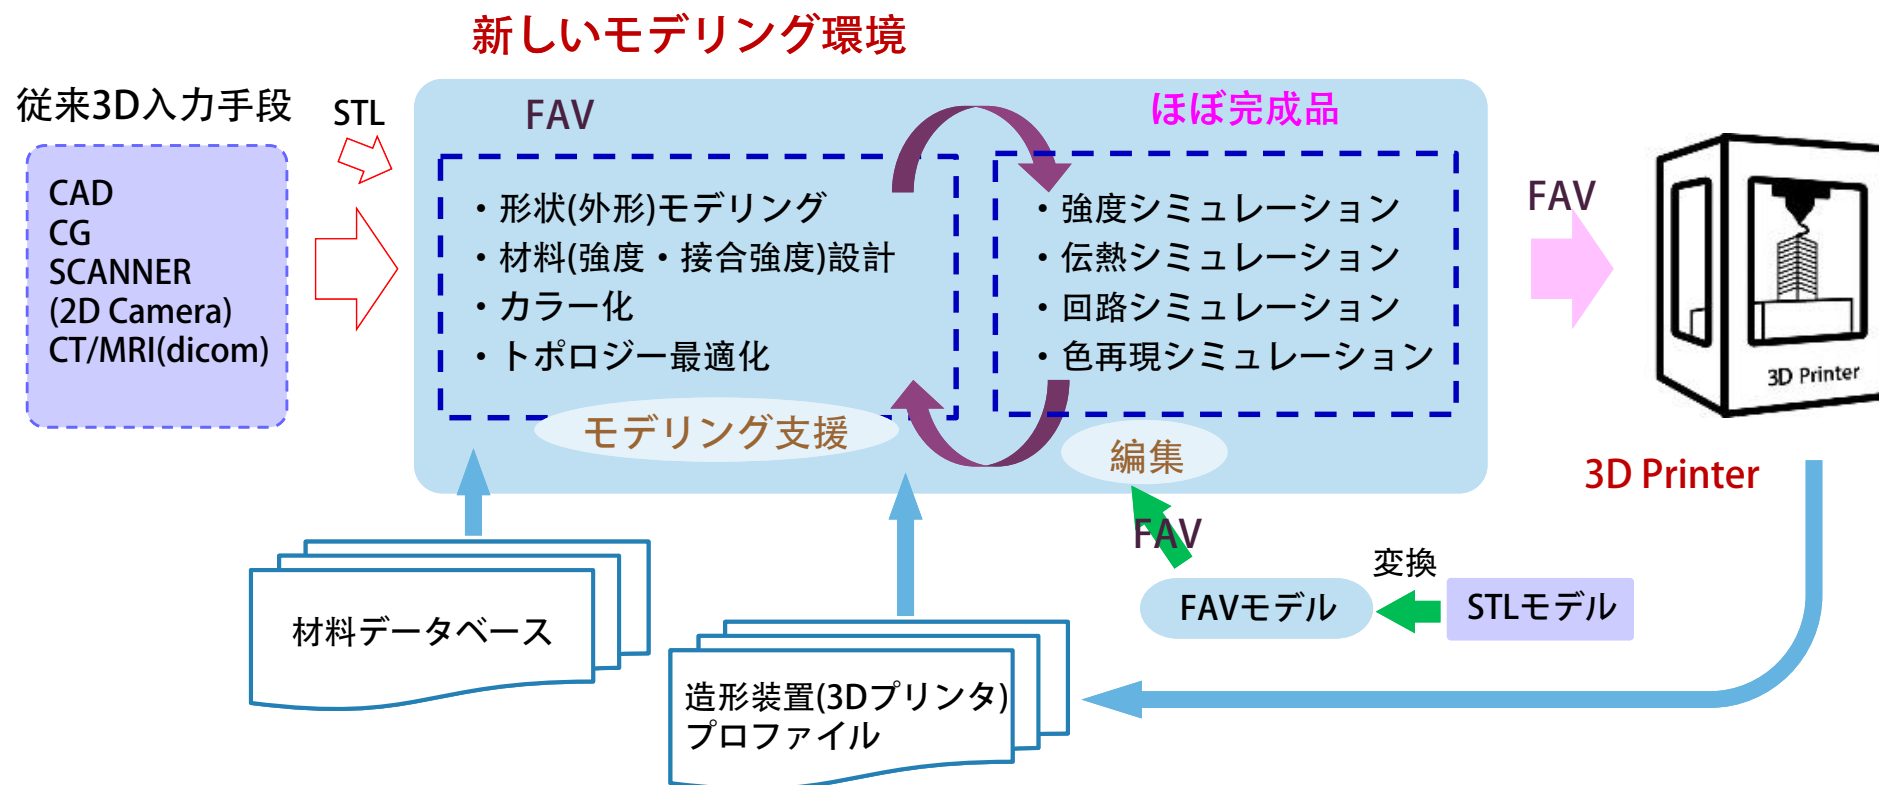 新しいモデリング環境
従来3D入力手段
STL
CAD
CG
SCANNER
(2D Camera)
CT/MRI(dicom)
FAV
・形状(外形)モデリング
・材料(強度・接合強度)設計
・カラー化
・トポロジー最適化
モデリング支援
ほぼ完成品
・強度シミュレーション
・伝熱シミュレーション
・回路シミュレーション
・色再現シミュレーション
編集
FAV
3D Printer
3D Printer
FAV
変換
FAVモデル
STLモデル
材料データベース
造形装置(3Dプリンタ)
プロファイル